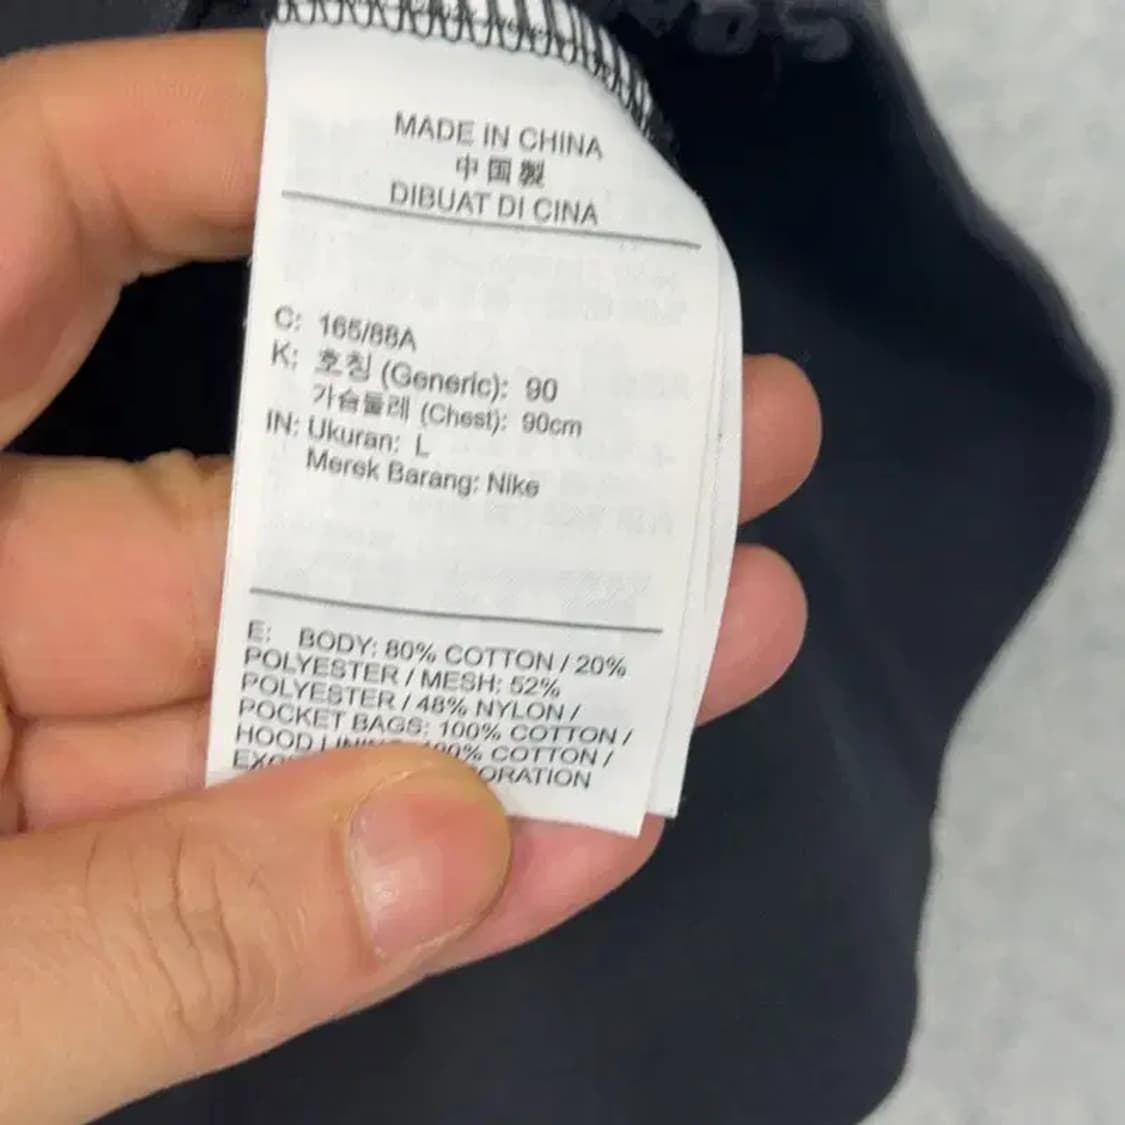 MADE IN CHINA
中国製
DIBUAT DI CINA
C: 165/88A
K: 호칭 (Generic): 90
가슴둘레 (Chest): 90cm
IN: Ukuran: L
Merek Barang: Nike
E: BODY: 80% COTTON / 20%
POLYESTER / MESH: 52%
POLYESTER / 48% NYLON /
POCKET BAGS: 100% COTTON /
HOOD COTTON /